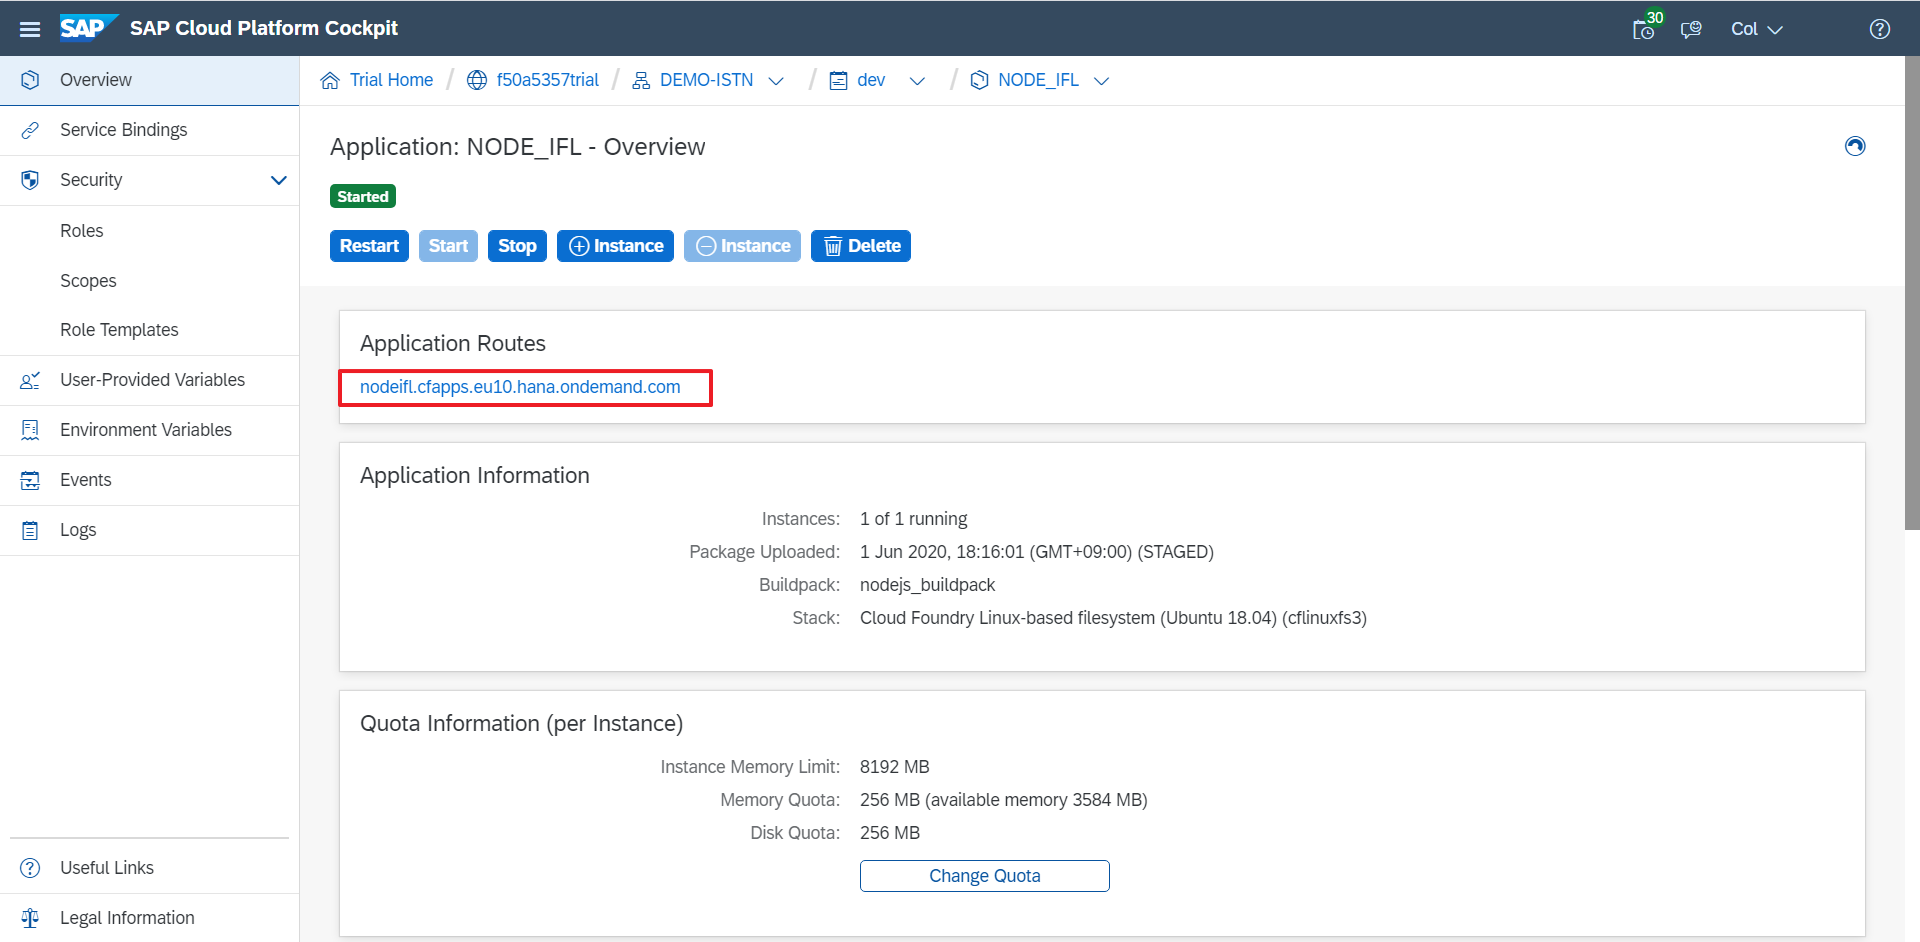 SAP SAP Cloud Platform Cockpit
30
Col
Overview
Service Bindings
Security
Roles
Scopes
Role Templates
User-Provided Variables
Environment Variables
Events
Logs
Useful Links
Legal Information
Trial Home / f50a5357trial / DEMO-ISTN / dev / NODE_IFL
Application: NODE_IFL - Overview
Started
Restart Start Stop Instance Instance Delete
Application Routes
nodeifl.cfapps.eu10.hana.ondemand.com
Application Information
Instances: 1 of 1 running
Package Uploaded: 1 Jun 2020, 18:16:01 (GMT+09:00) (STAGED)
Buildpack: nodejs_buildpack
Stack: Cloud Foundry Linux-based filesystem (Ubuntu 18.04) (cflinuxfs3)
Quota Information (per Instance)
Instance Memory Limit: 8192 MB
Memory Quota: 256 MB (available memory 3584 MB)
Disk Quota: 256 MB
Change Quota